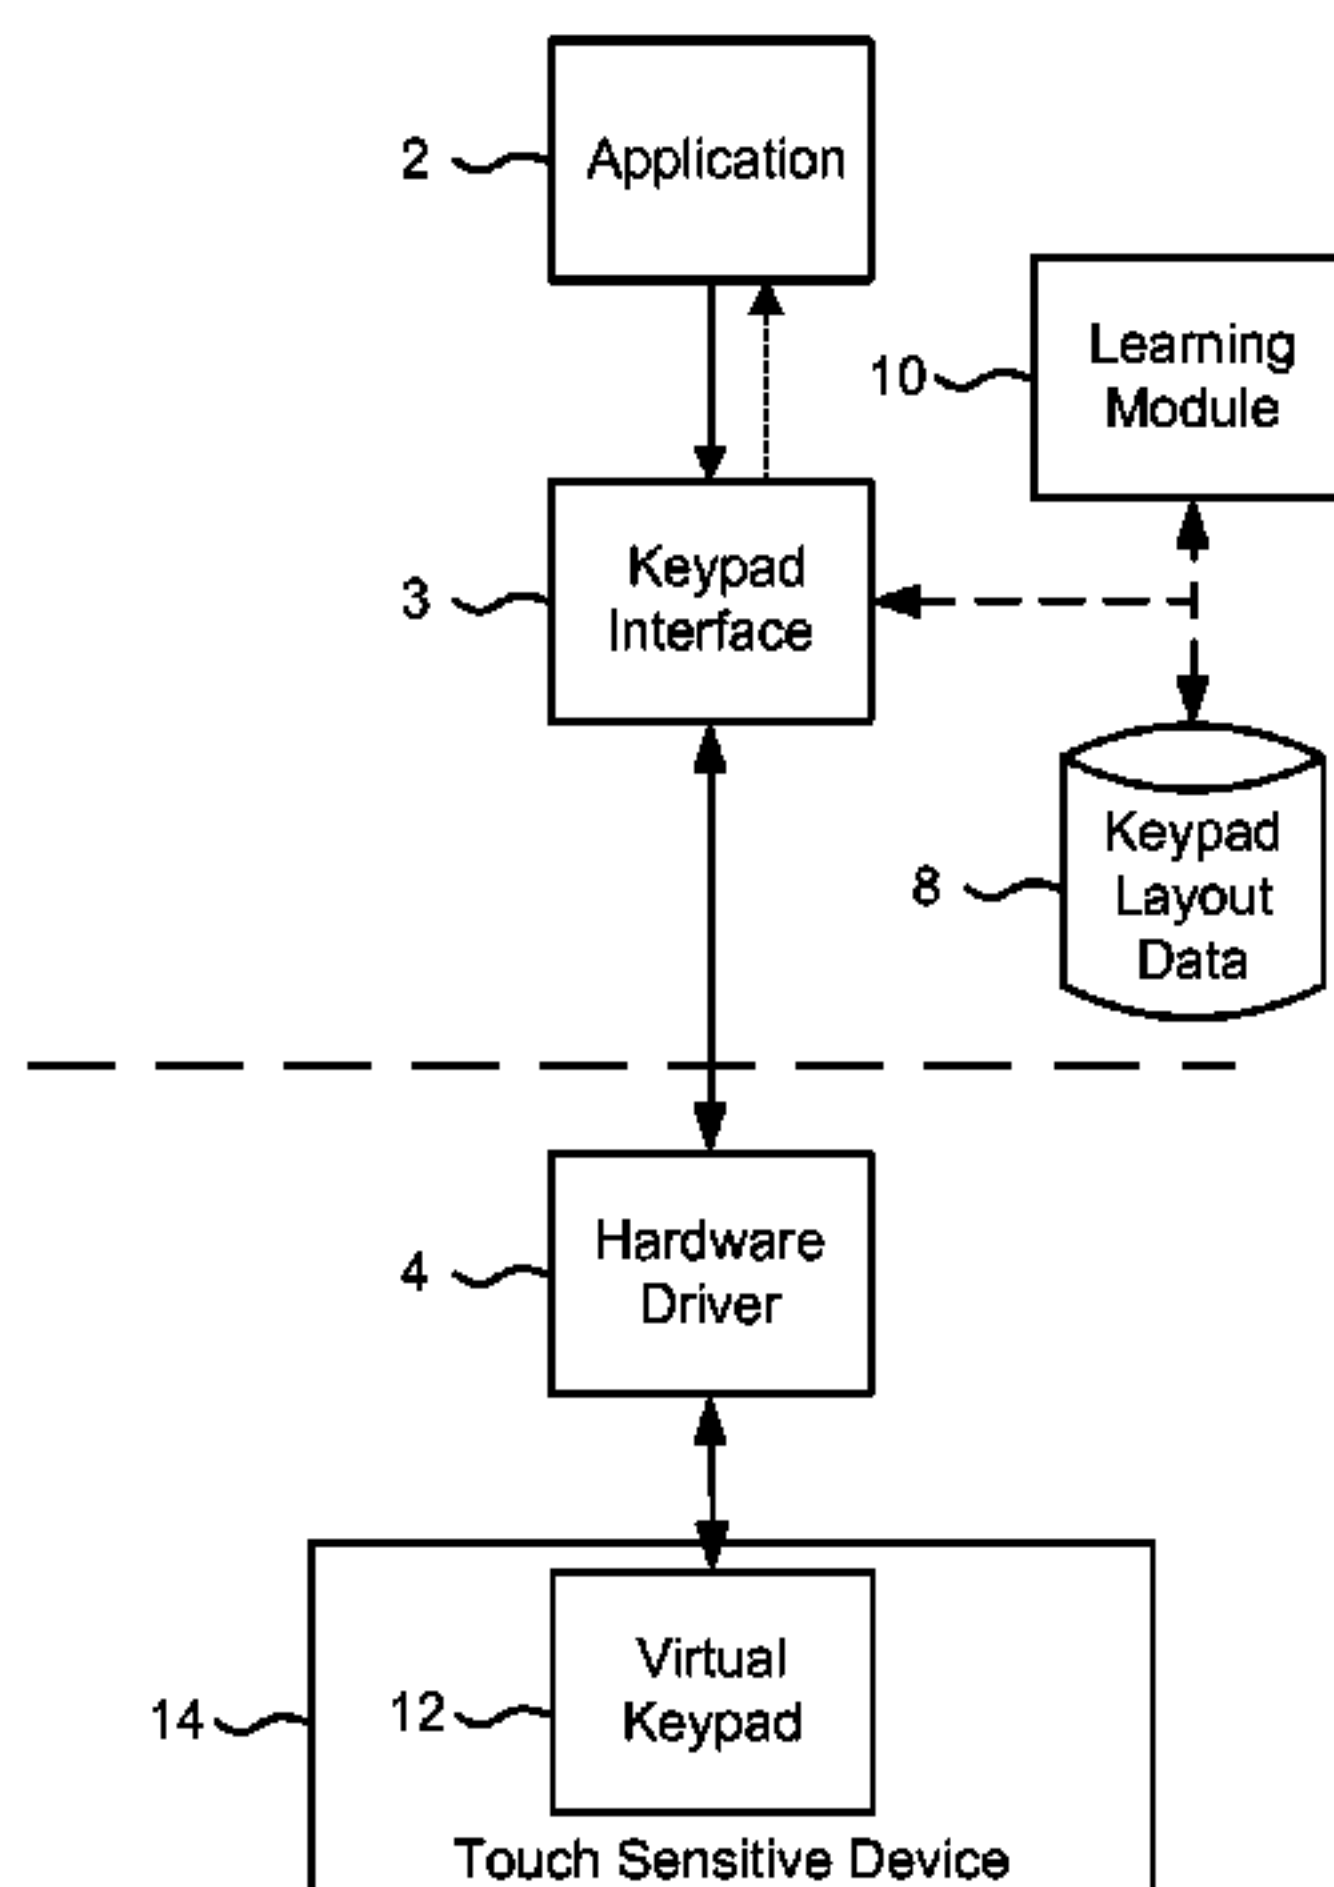 2
Application
10
Learning
Module
3
Keypad
Interface
8
Keypad
Layout
Data
4
Hardware
Driver
14
12
Virtual
Keypad
Touch Sensitive Device